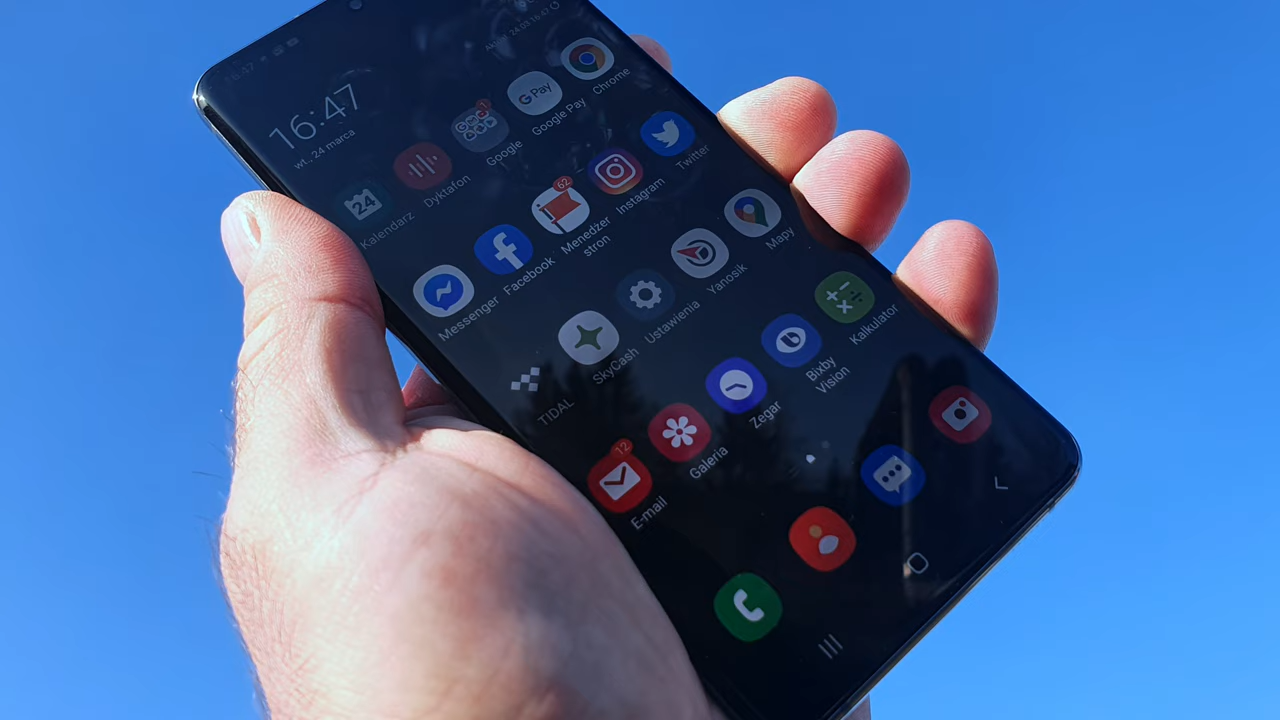 16:47
wt., 24 marca
24
Kalendarz
Dyktafon
1
Google
G Pay
Google Pay
Chrome
Messenger
Facebook
62
Menedżer
stron
Instagram
Twitter
TIDAL
SkyCash
Ustawienia
Yanosik
Mapy
12
E-mail
Galeria
Zegar
Bixby
Vision
Kalkulator